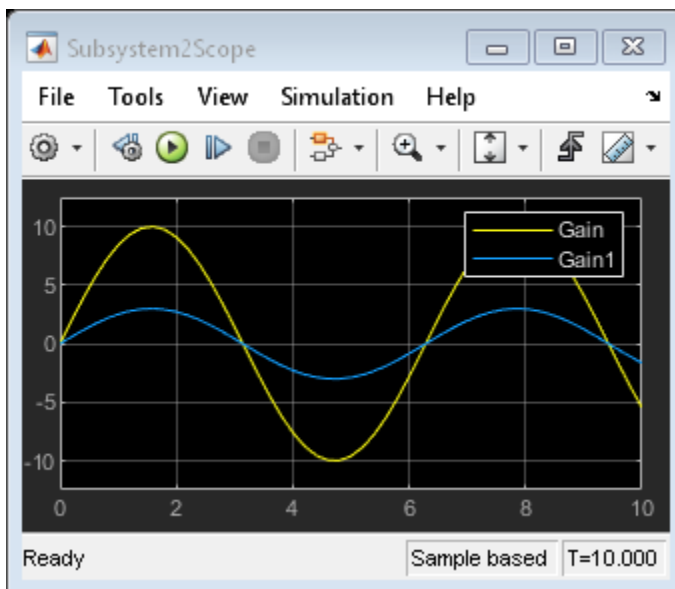 Subsystem2Scope
File Tools View Simulation Help
Gain
Gain1
10
5
0
-5
-10
0 2 4 6 8 10
Ready Sample based T=10.000